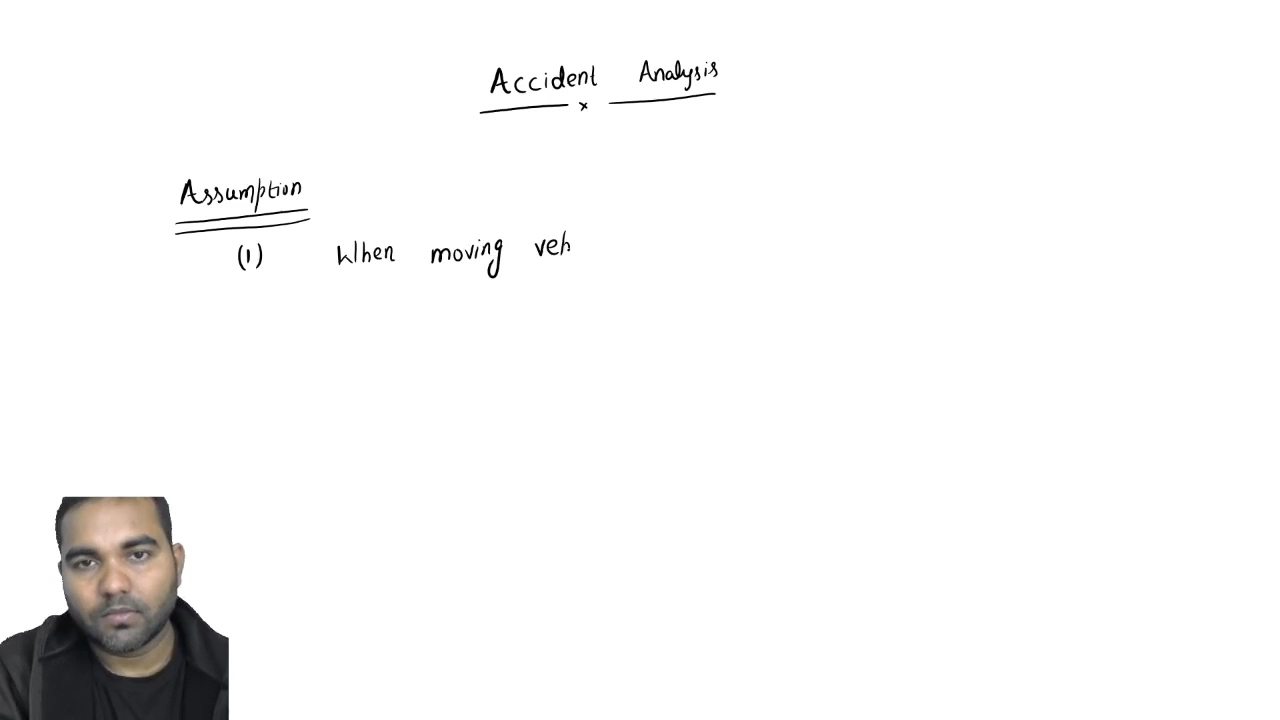 Accident Analysis
Assumption
(1) When moving veh